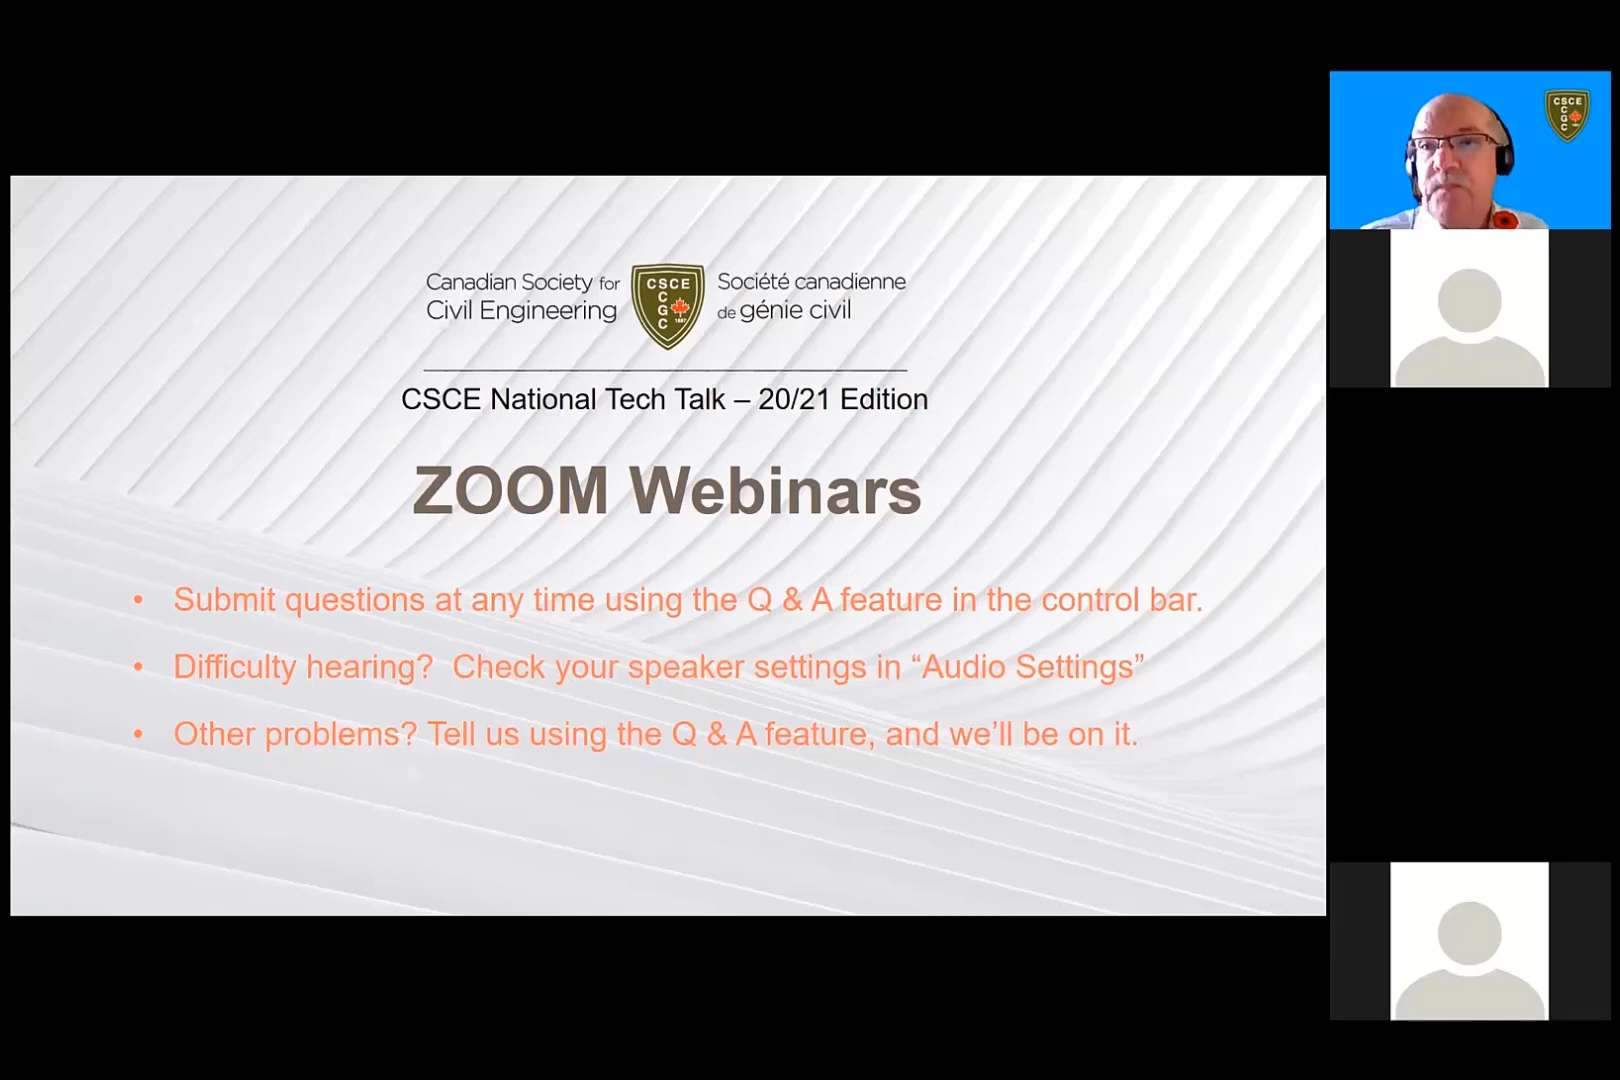 Canadian Society for
Civil Engineering
CSCE
C
G
C
1887
Société canadienne
de génie civil
CSCE National Tech Talk – 20/21 Edition
ZOOM Webinars
• Submit questions at any time using the Q & A feature in the control bar.
• Difficulty hearing?  Check your speaker settings in “Audio Settings”
• Other problems? Tell us using the Q & A feature, and we’ll be on it.
CSCE
C
G
C